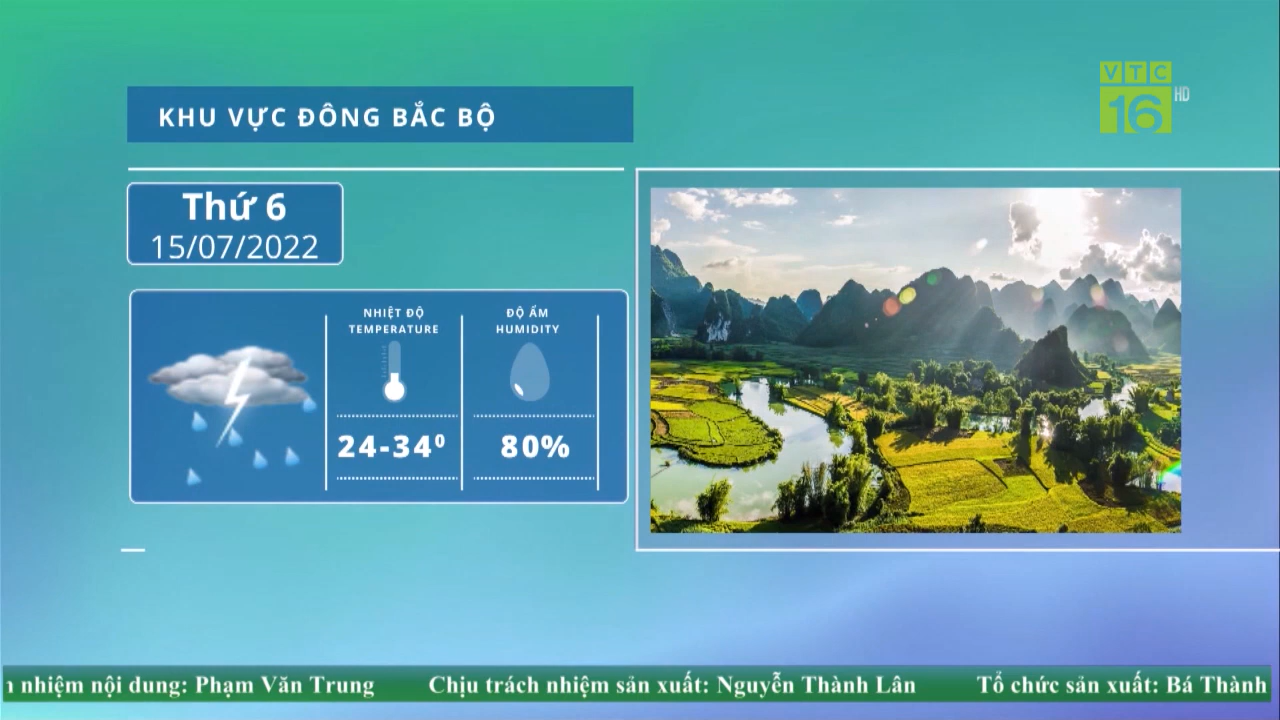 KHU VỰC ĐÔNG BẮC BỘ
VTC
16 HD
Thứ 6
15/07/2022
NHIỆT ĐỘ
TEMPERATURE
ĐỘ ẨM
HUMIDITY
24-34⁰
80%
nhiệm nội dung: Phạm Văn Trung Chịu trách nhiệm sản xuất: Nguyễn Thành Lân Tổ chức sản xuất: Bá Thành